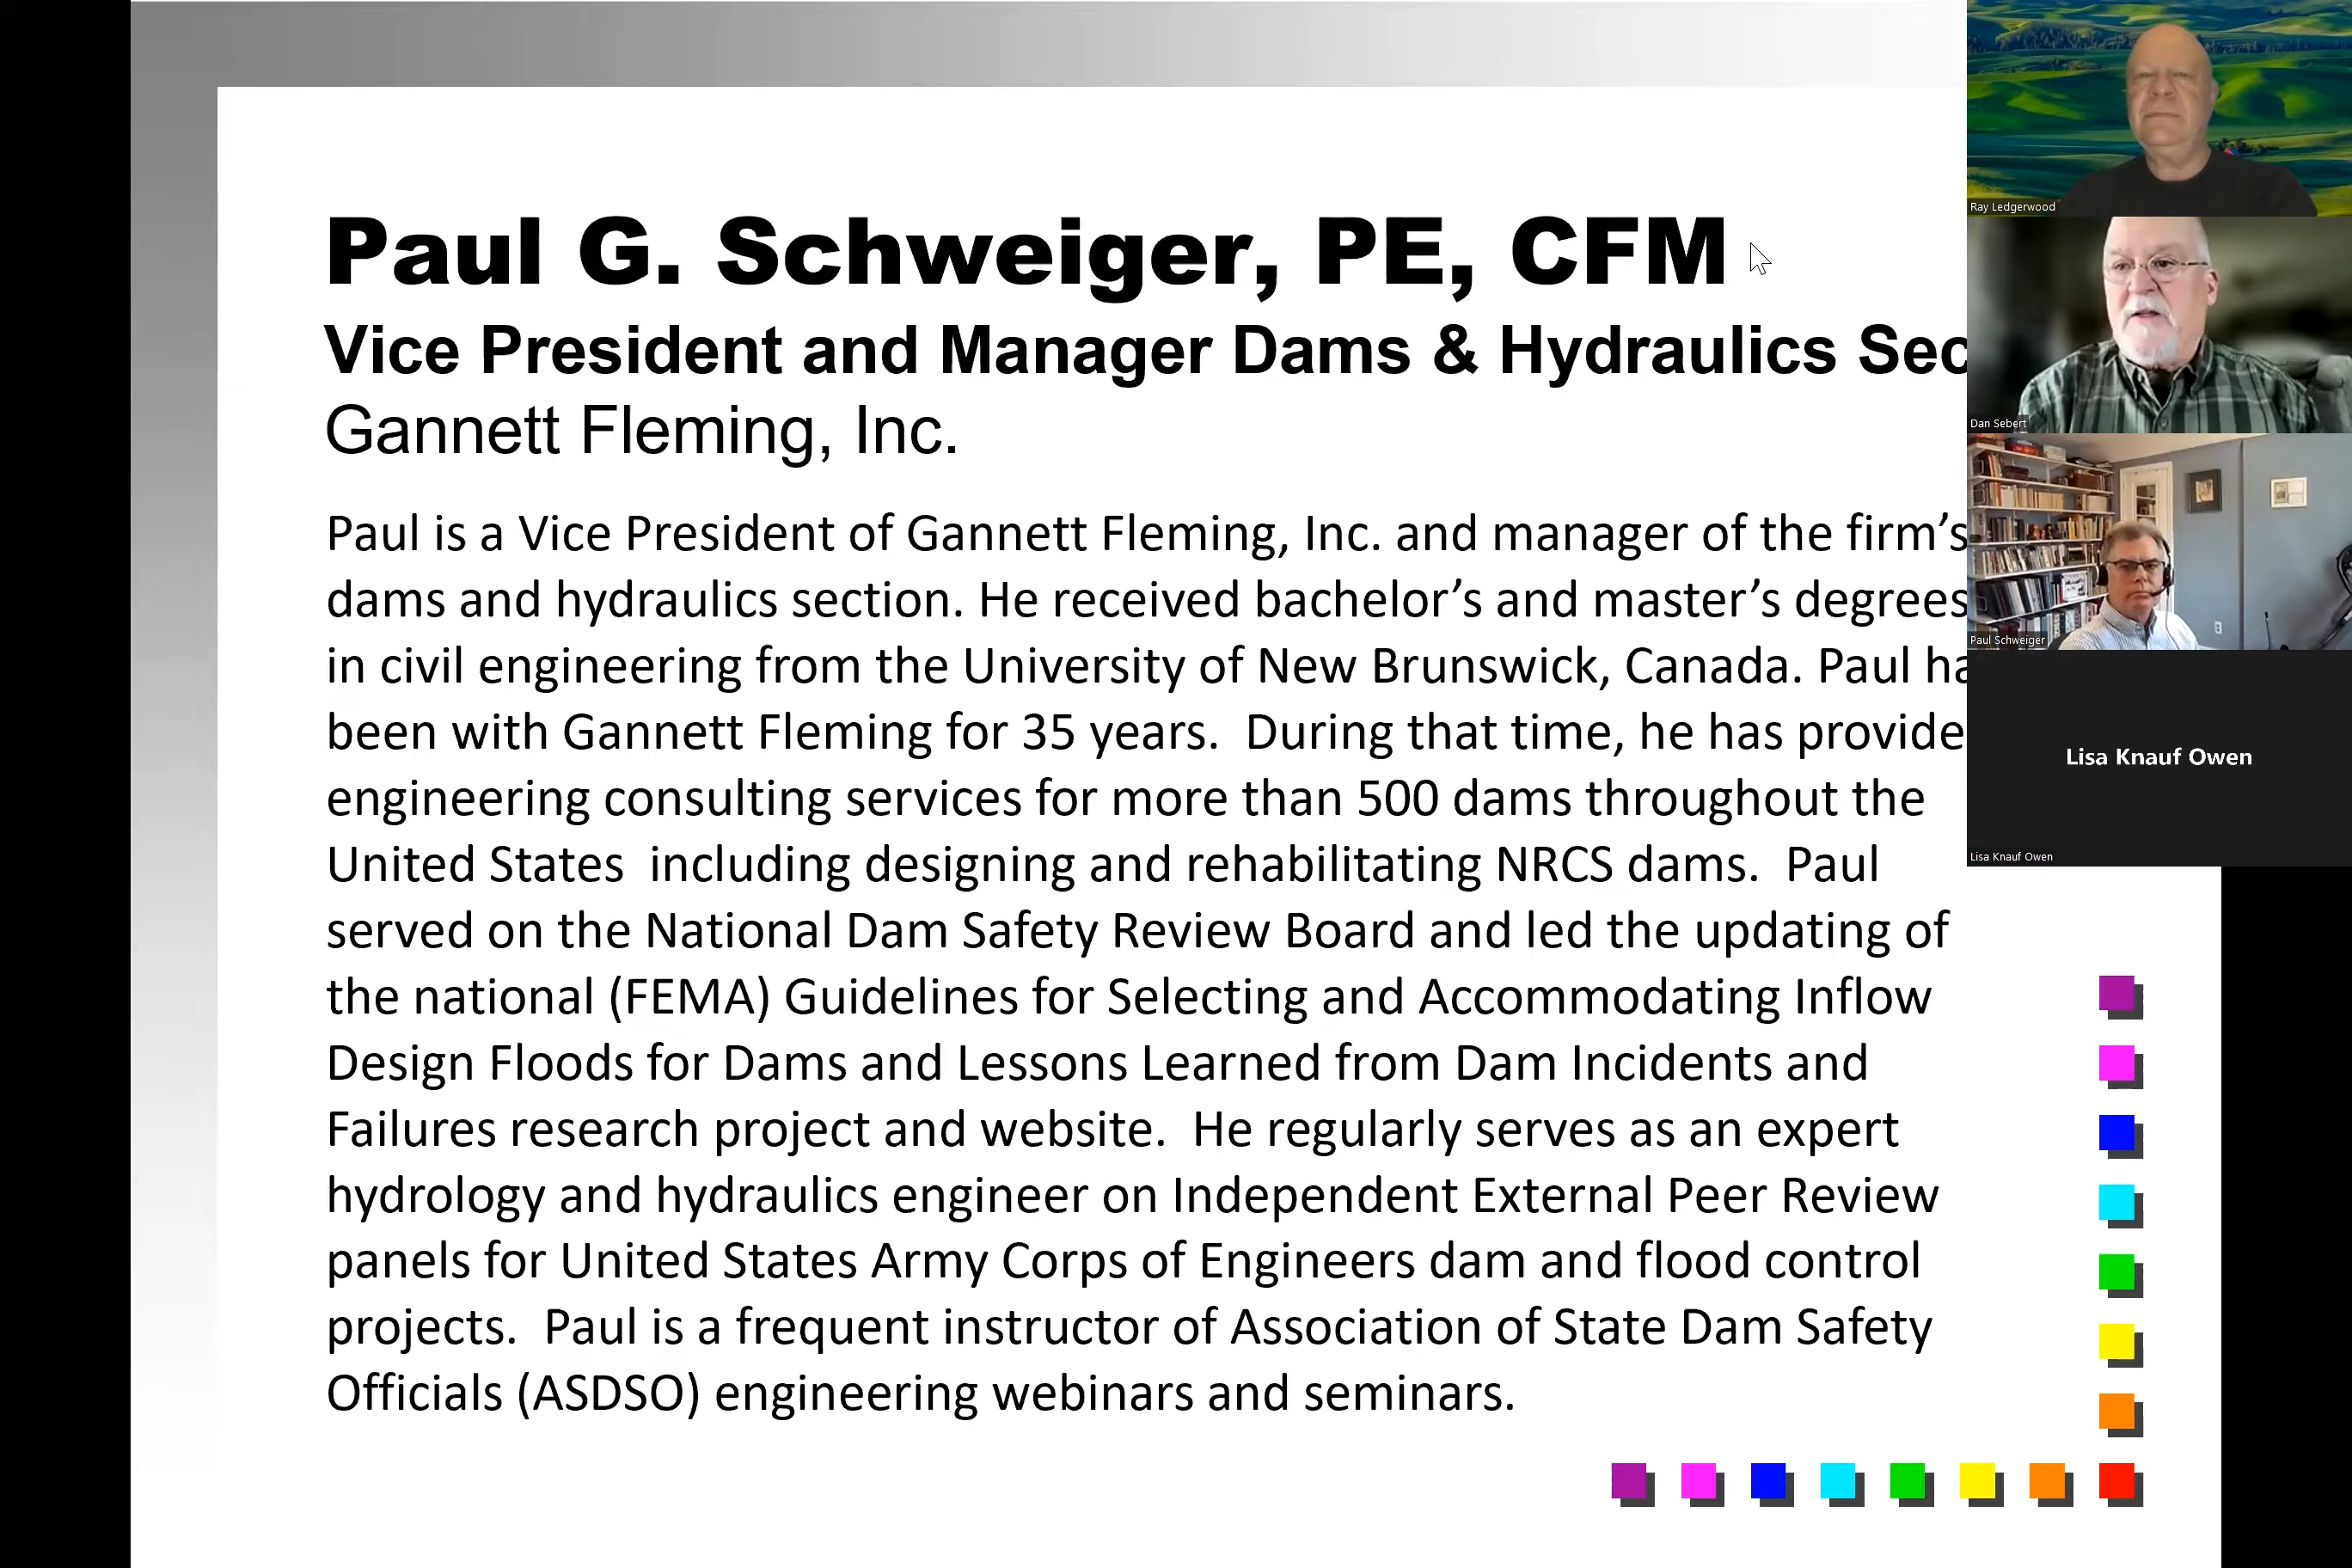 Paul G. Schweiger, PE, CFM
Vice President and Manager Dams & Hydraulics Sec
Gannett Fleming, Inc.
Paul is a Vice President of Gannett Fleming, Inc. and manager of the firm’s
dams and hydraulics section. He received bachelor’s and master’s degrees
in civil engineering from the University of New Brunswick, Canada. Paul ha
been with Gannett Fleming for 35 years.  During that time, he has provide
engineering consulting services for more than 500 dams throughout the
United States  including designing and rehabilitating NRCS dams.  Paul
served on the National Dam Safety Review Board and led the updating of
the national (FEMA) Guidelines for Selecting and Accommodating Inflow
Design Floods for Dams and Lessons Learned from Dam Incidents and
Failures research project and website.  He regularly serves as an expert
hydrology and hydraulics engineer on Independent External Peer Review
panels for United States Army Corps of Engineers dam and flood control
projects.  Paul is a frequent instructor of Association of State Dam Safety
Officials (ASDSO) engineering webinars and seminars.
Ray Ledgerwood
Dan Sebert
Paul Schweiger
Lisa Knauf Owen
Lisa Knauf Owen